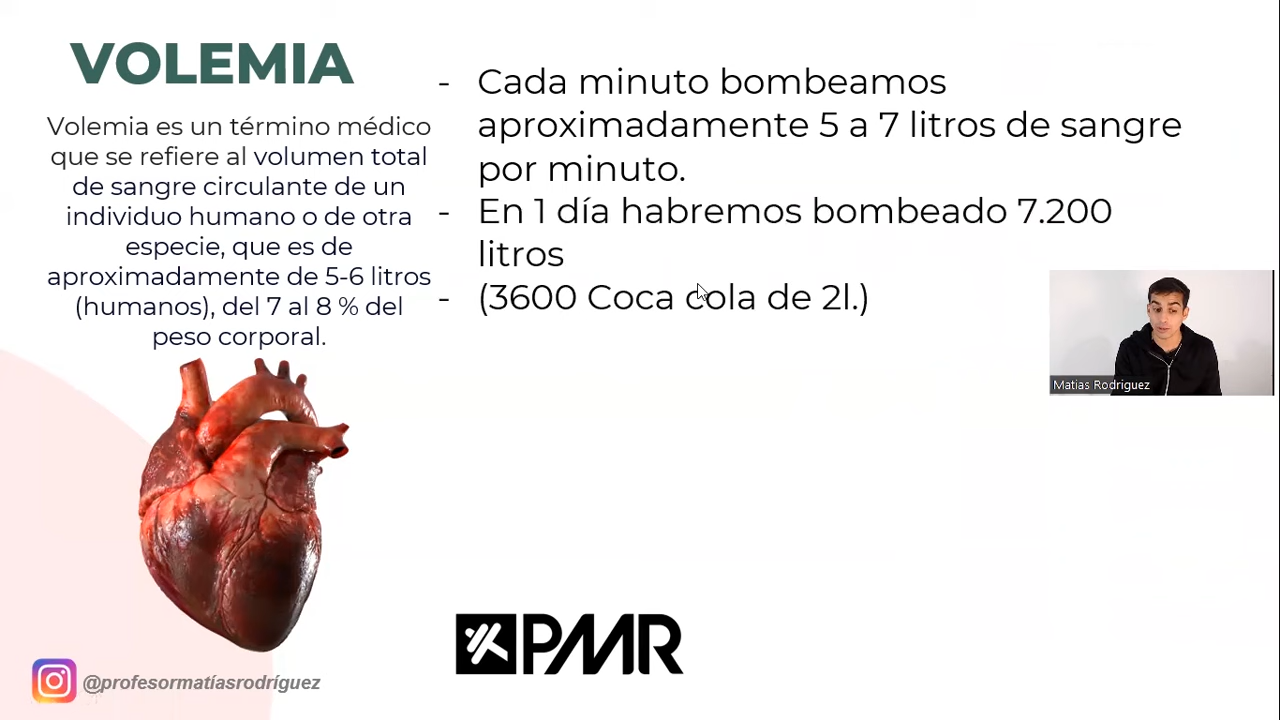 VOLEMIA
Volemia es un término médico
que se refiere al volumen total
de sangre circulante de un
individuo humano o de otra
especie, que es de
aproximadamente de 5-6 litros
(humanos), del 7 al 8 % del
peso corporal.
- Cada minuto bombeamos
aproximadamente 5 a 7 litros de sangre
por minuto.
- En 1 día habremos bombeado 7.200
litros
- (3600 Coca cola de 2l.)
Matias Rodriguez
PMR
@profesormatíasrodríguez